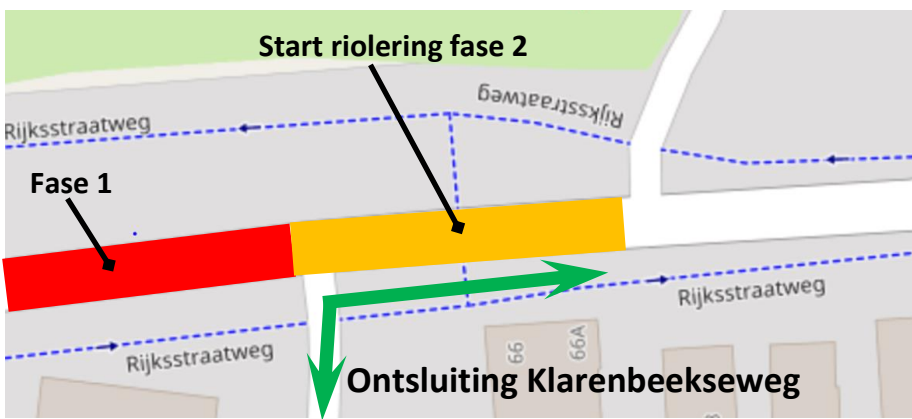 Start riolering fase 2
Rijksstraatweg
Rijksstraatweg
Fase 1
Rijksstraatweg
Rijksstraatweg
66
66A
Ontsluiting Klarenbeekseweg